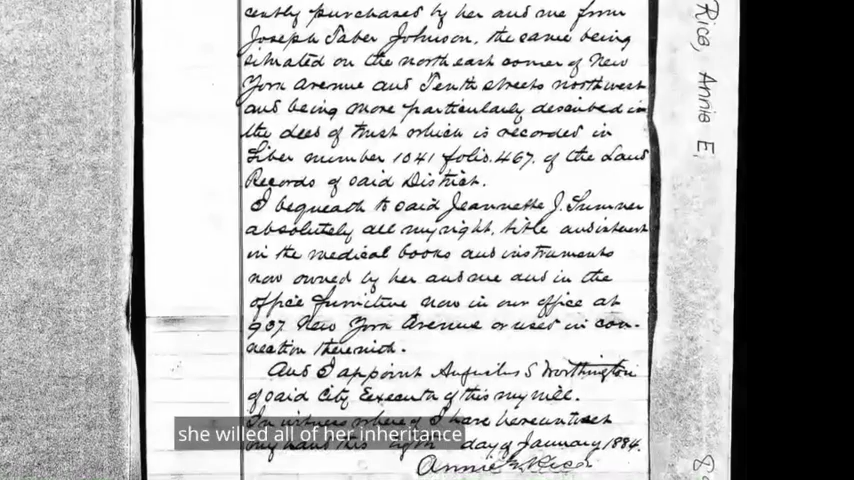 cently purchased by her and me from
Joseph Taber Johnson, the same being
situated on the north east corner of New
York Avenue and Tenth streets northwest
and being more particularly described in
the deed of trust which is recorded in
Liber number 1041 folio 467. of the Land
Records of said District.
I bequeath to said Jeannette J. Sumner
absolutely all my right, title and interest
in the medical books and instruments
now owned by her and me and in the
office furniture now in our office at
907 New York Avenue or used in con-
nection therewith.
And I appoint Augustus S Worthington
of said City Executor of this my will.
In witness whereof I have hereunto set
my hand this day of January 1884.
Annie E Rice
she willed all of her inheritance
Rice, Annie E.